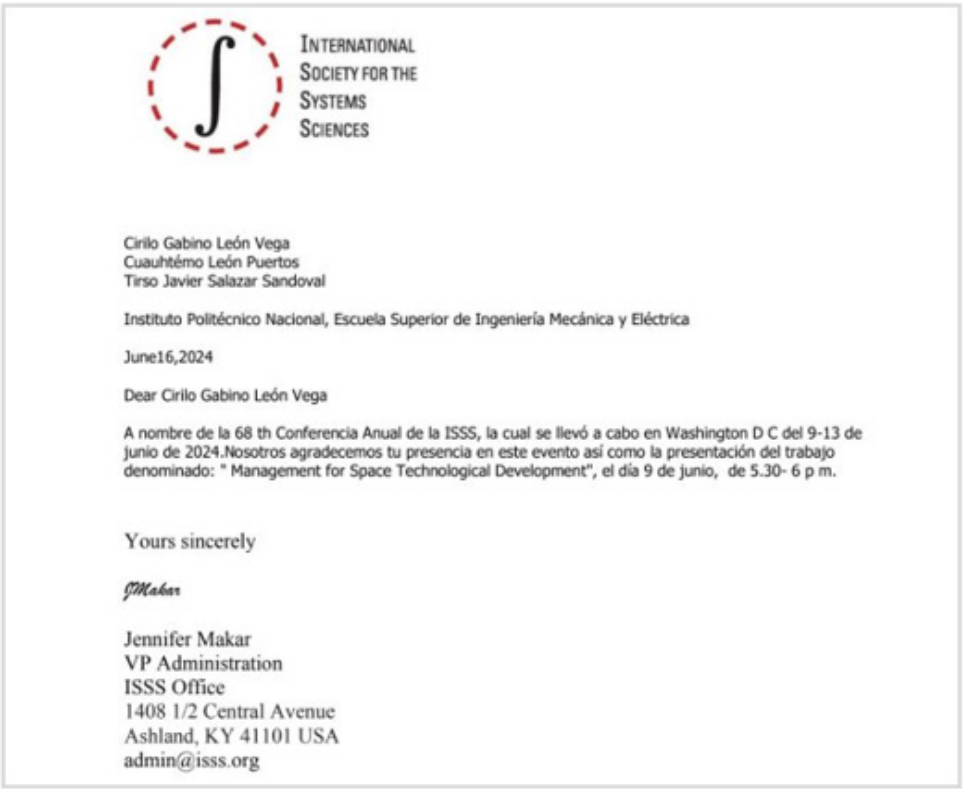 INTERNATIONAL
SOCIETY FOR THE
SYSTEMS
SCIENCES
Cirilo Gabino León Vega
Cuauhtémo León Puertos
Tirso Javier Salazar Sandoval
Instituto Politécnico Nacional, Escuela Superior de Ingeniería Mecánica y Eléctrica
June16,2024
Dear Cirilo Gabino León Vega
A nombre de la 68 th Conferencia Anual de la ISSS, la cual se llevó a cabo en Washington D C del 9-13 de
junio de 2024.Nosotros agradecemos tu presencia en este evento así como la presentación del trabajo
denominado: " Management for Space Technological Development", el día 9 de junio, de 5.30- 6 p m.
Yours sincerely
JMakar
Jennifer Makar
VP Administration
ISSS Office
1408 1/2 Central Avenue
Ashland, KY 41101 USA
admin@isss.org